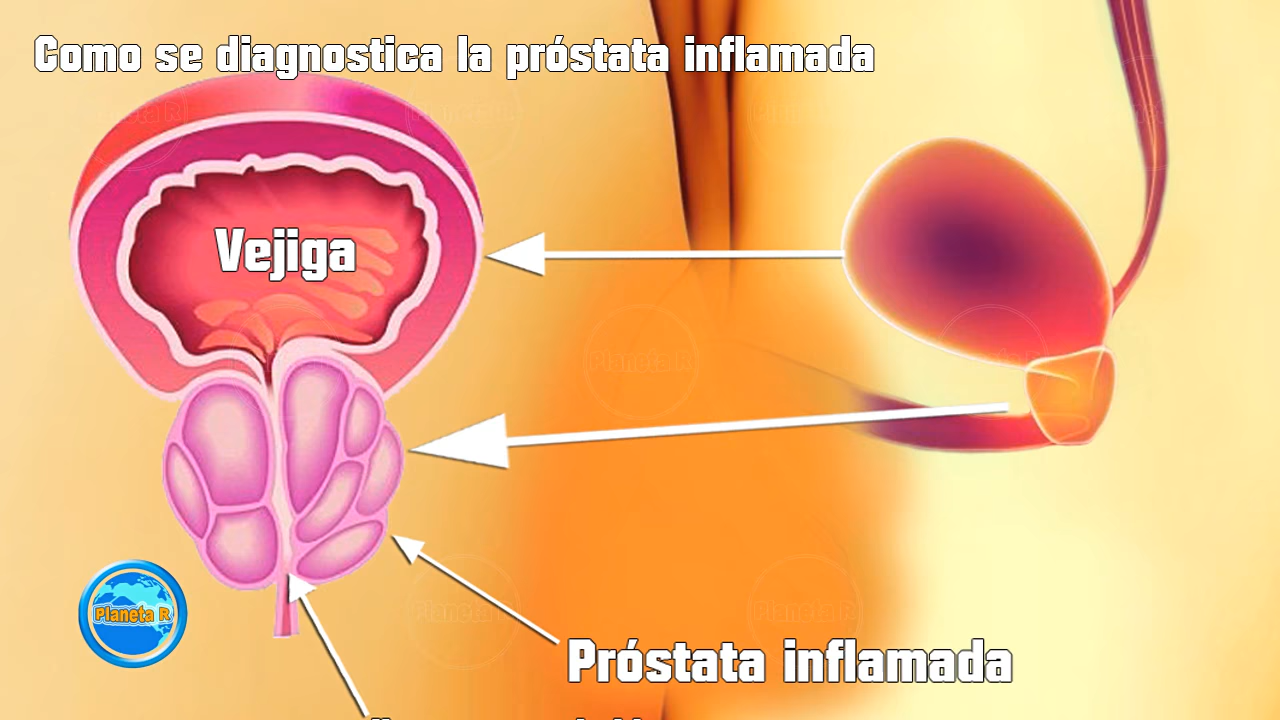 Como se diagnostica la próstata inflamada
Vejiga
Planeta R
Próstata inflamada